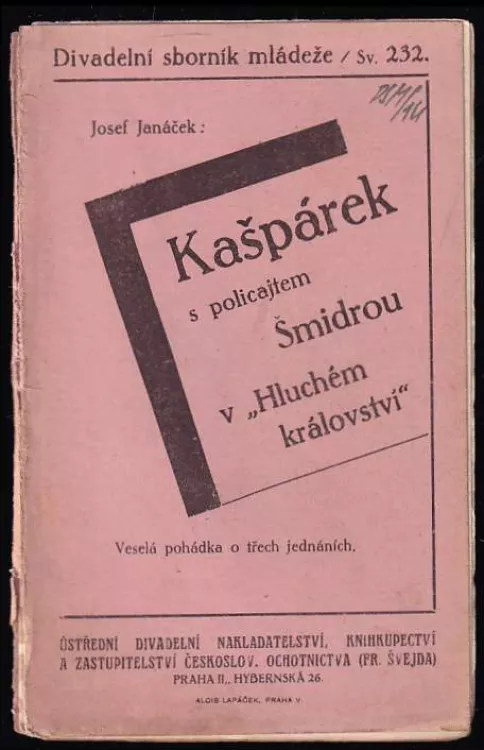 Divadelní sborník mládeže / Sv. 232.
Josef Janáček:
Kašpárek
s policajtem
Šmidrou
v „Hluchém
království“
Veselá pohádka o třech jednáních.
ÚSTŘEDNÍ DIVADELNÍ NAKLADATELSTVÍ, KNIHKUPECTVÍ
A ZASTUPITELSTVÍ ČESKOSLOV. OCHOTNICTVA (FR. ŠVEJDA)
PRAHA II., HYBERNSKÁ 26.
ALOIS LAPÁČEK, PRAHA V